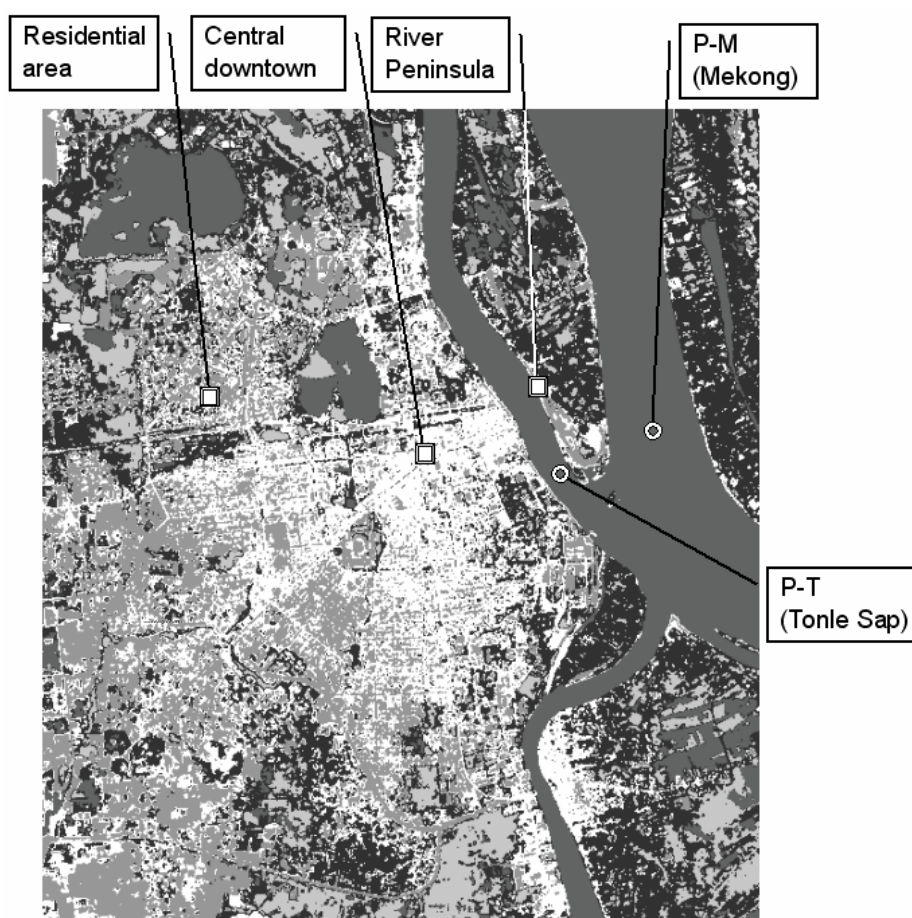 Residential
area
Central
downtown
River
Peninsula
P-M
(Mekong)
P-T
(Tonle Sap)